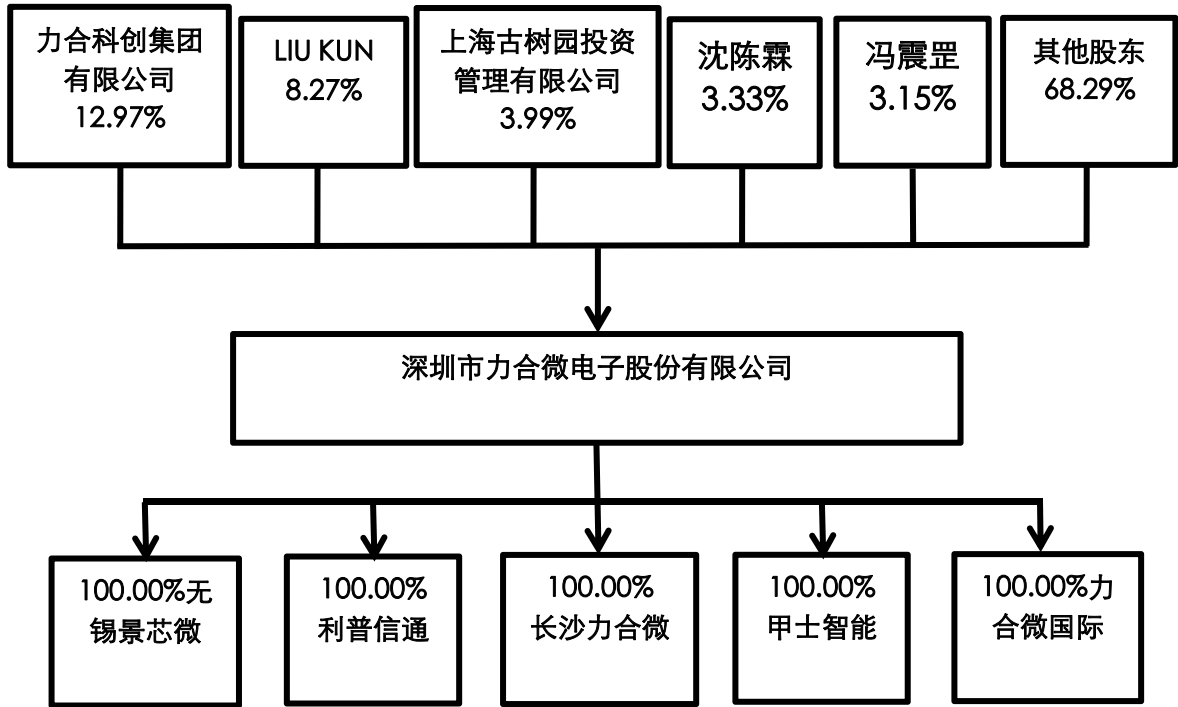 力合科创集团
有限公司
12.97%
LIU KUN
8.27%
上海古树园投资
管理有限公司
3.99%
沈陈霖
3.33%
冯震罡
3.15%
其他股东
68.29%
深圳市力合微电子股份有限公司
100.00%无
锡景芯微
100.00%
利普信通
100.00%
长沙力合微
100.00%
甲士智能
100.00%力
合微国际